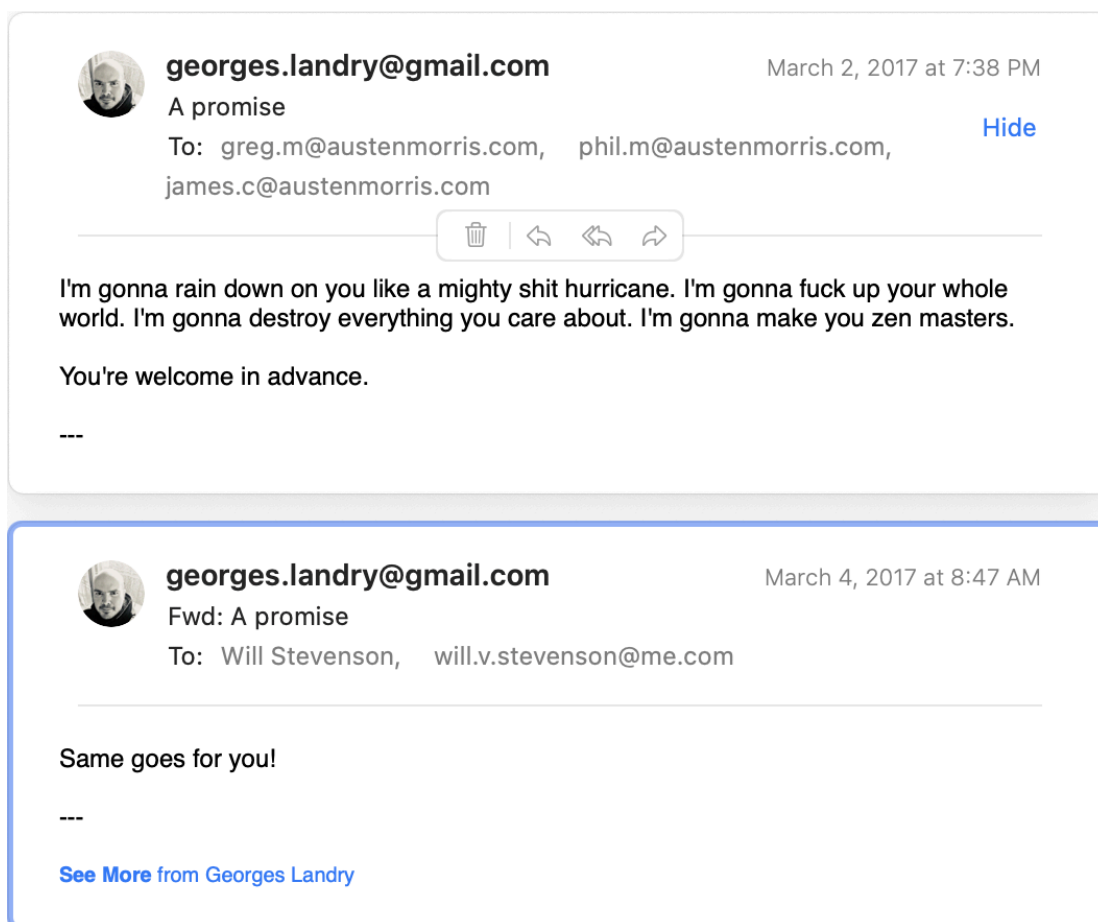 georges.landry@gmail.com March 2, 2017 at 7:38 PM
A promise
Hide
To: greg.m@austenmorris.com, phil.m@austenmorris.com,
james.c@austenmorris.com
I'm gonna rain down on you like a mighty shit hurricane. I'm gonna fuck up your whole
world. I'm gonna destroy everything you care about. I'm gonna make you zen masters.
You're welcome in advance.
---
georges.landry@gmail.com March 4, 2017 at 8:47 AM
Fwd: A promise
To: Will Stevenson, will.v.stevenson@me.com
Same goes for you!
---
See More from Georges Landry